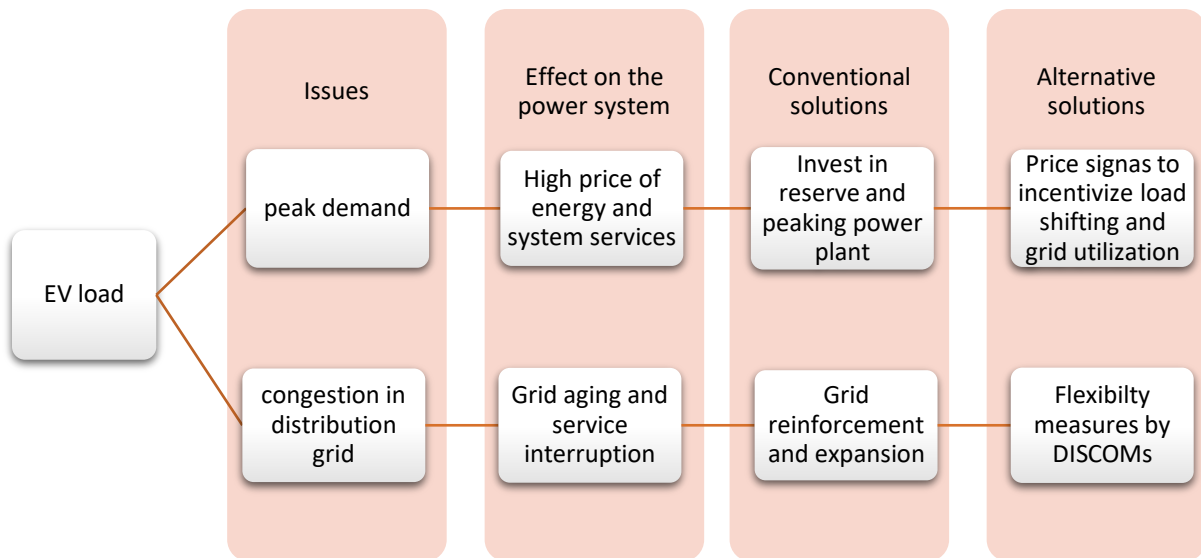 Issues
Effect on the
power system
Conventional
solutions
Alternative
solutions
EV load
peak demand
High price of
energy and
system services
Invest in
reserve and
peaking power
plant
Price signas to
incentivize load
shifting and
grid utilization
congestion in
distribution
grid
Grid aging and
service
interruption
Grid
reinforcement
and expansion
Flexibilty
measures by
DISCOMs